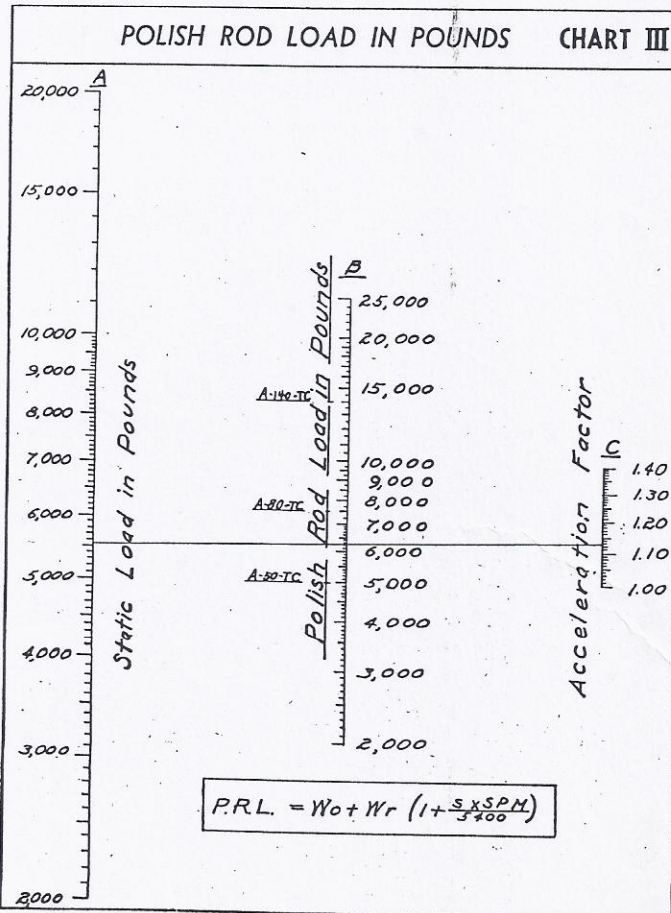 POLISH ROD LOAD IN POUNDS CHART III
A
20,000
15,000
10,000
9,000
8,000
7,000
6,000
5,000
4,000
3,000
2,000
Static Load in Pounds
Polish Rod Load in Pounds
B
A-140-TC
A-80-TC
A-50-TC
25,000
20,000
15,000
10,000
9,000
8,000
7,000
6,000
5,000
4,000
3,000
2,000
Acceleration Factor
C
1.40
1.30
1.20
1.10
1.00
P.R.L. = Wo + Wr (1 + S X SPM / 5400)